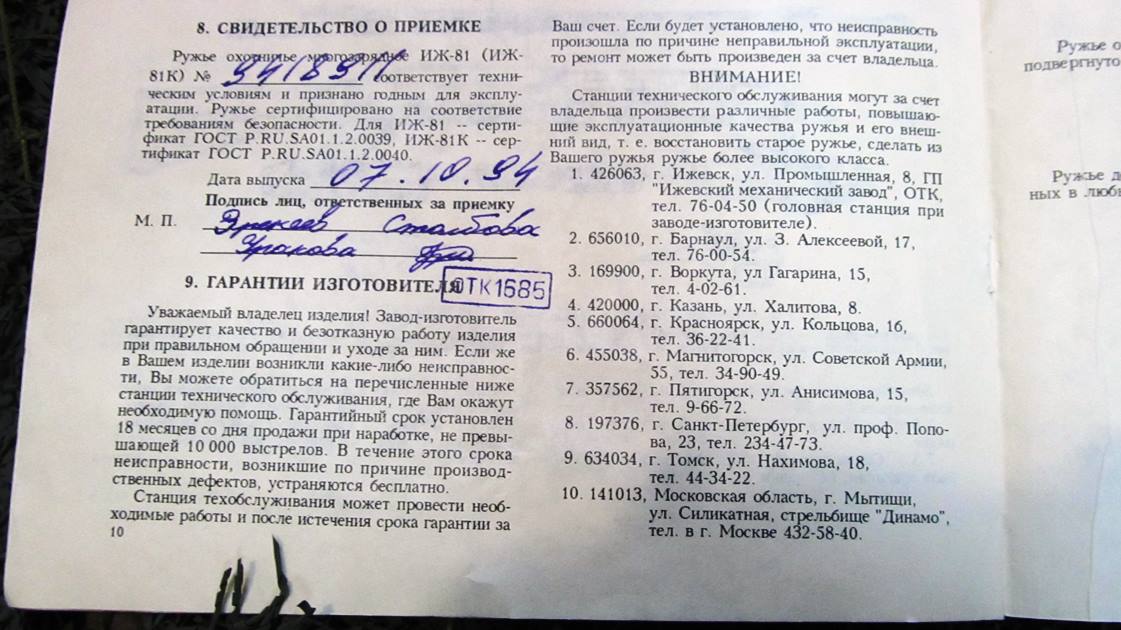 8. СВИДЕТЕЛЬСТВО О ПРИЕМКЕ
Ружье охотничье многозарядное ИЖ-81 (ИЖ-
81К) № соответствует техни-
ческим условиям и признано годным для эксплу-
атации. Ружье сертифицировано на соответствие
требованиям безопасности. Для ИЖ-81 -- серти-
фикат ГОСТ Р.RU.SA01.1.2.0039, ИЖ-81К -- сер-
тификат ГОСТ Р.RU.SA01.1.2.0040.
Дата выпуска 07.10.94
Подпись лиц, ответственных за приемку
М. П. Столбова
9. ГАРАНТИИ ИЗГОТОВИТЕЛЯ
ОТК1685
Уважаемый владелец изделия! Завод-изготовитель
гарантирует качество и безотказную работу изделия
при правильном обращении и уходе за ним. Если же
в Вашем изделии возникли какие-либо неисправнос-
ти, Вы можете обратиться на перечисленные ниже
станции технического обслуживания, где Вам окажут
необходимую помощь. Гарантийный срок установлен
18 месяцев со дня продажи при наработке, не превы-
шающей 10 000 выстрелов. В течение этого срока
неисправности, возникшие по причине производ-
ственных дефектов, устраняются бесплатно.
Станция техобслуживания может провести необ-
ходимые работы и после истечения срока гарантии за
10
Ваш счет. Если будет установлено, что неисправность
произошла по причине неправильной эксплуатации,
то ремонт может быть произведен за счет владельца.
ВНИМАНИЕ!
Станции технического обслуживания могут за счет
владельца произвести различные работы, повышаю-
щие эксплуатационные качества ружья и его внеш-
ний вид, т. е. восстановить старое ружье, сделать из
Вашего ружья ружье более высокого класса.
1. 426063, г. Ижевск, ул. Промышленная, 8, ГП
"Ижевский механический завод", ОТК,
тел. 76-04-50 (головная станция при
заводе-изготовителе).
2. 656010, г. Барнаул, ул. З. Алексеевой, 17,
тел. 76-00-54.
3. 169900, г. Воркута, ул Гагарина, 15,
тел. 4-02-61.
4. 420000, г. Казань, ул. Халитова, 8.
5. 660064, г. Красноярск, ул. Кольцова, 16,
тел. 36-22-41.
6. 455038, г. Магнитогорск, ул. Советской Армии,
55, тел. 34-90-49.
7. 357562, г. Пятигорск, ул. Анисимова, 15,
тел. 9-66-72.
8. 197376, г. Санкт-Петербург, ул. проф. Попо-
ва, 23, тел. 234-47-73.
9. 634034, г. Томск, ул. Нахимова, 18,
тел. 44-34-22.
10. 141013, Московская область, г. Мытищи,
ул. Силикатная, стрельбище "Динамо",
тел. в г. Москве 432-58-40.
Ружье
подвергнуто
Ружье
ных в